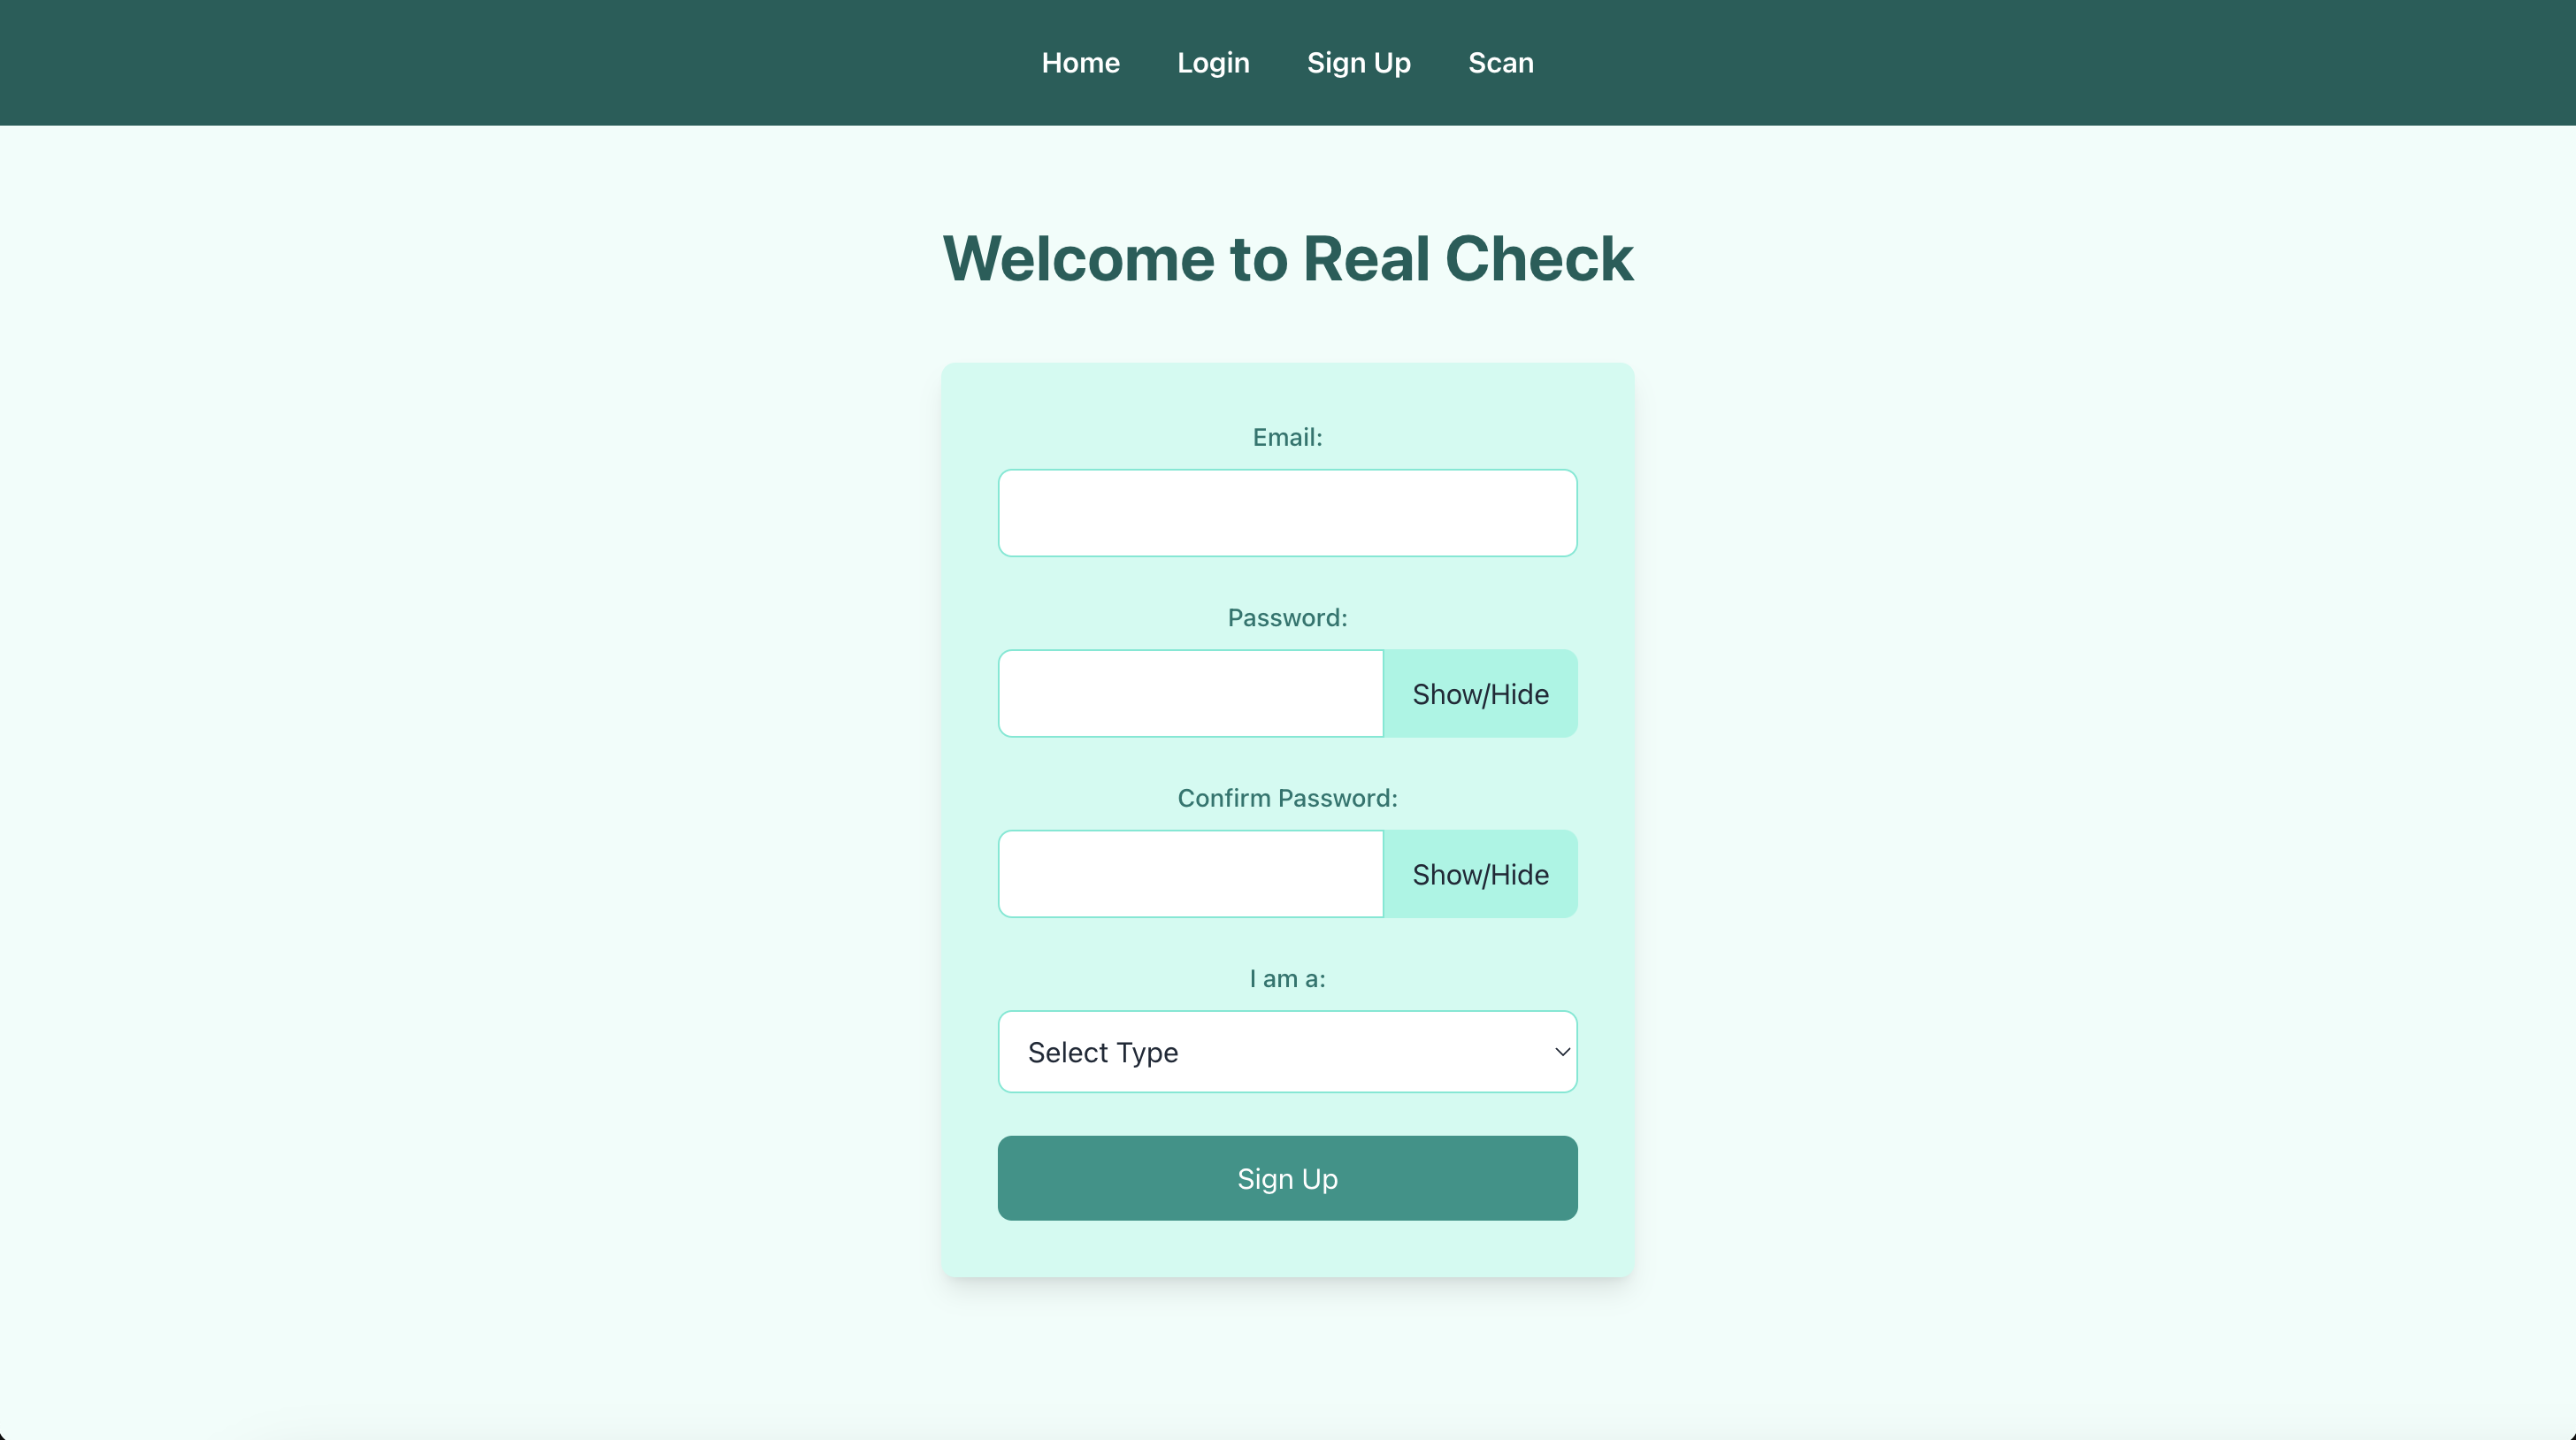 Home Login Sign Up Scan
Welcome to Real Check
Email:
Password:
Show/Hide
Confirm Password:
Show/Hide
I am a:
Select Type
Sign Up